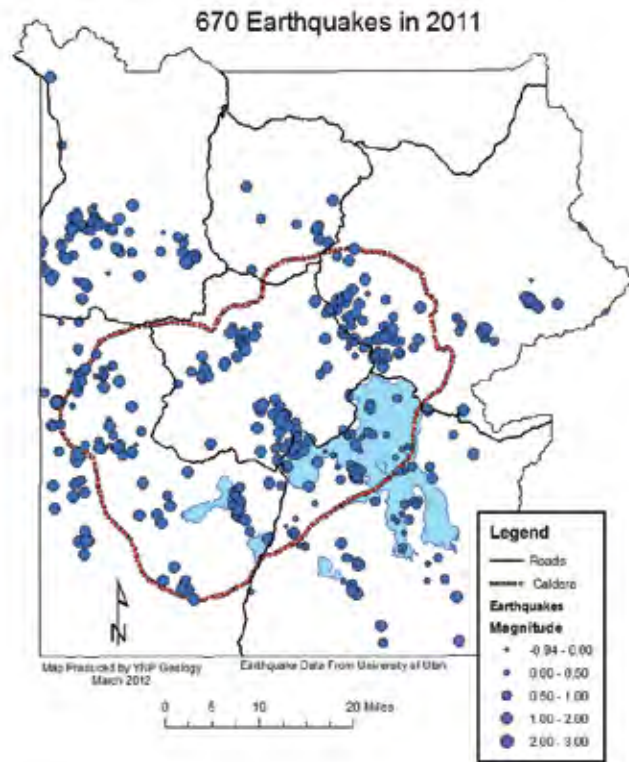 670 Earthquakes in 2011
N
Map Produced by YNP Geology
March 2012
Earthquake Data From University of Utah
0 5 10 20 Miles
Legend
Roads
Caldera
Earthquakes
Magnitude
-0.94 - 0.00
0.00 - 0.50
0.50 - 1.00
1.00 - 2.00
2.00 - 3.00